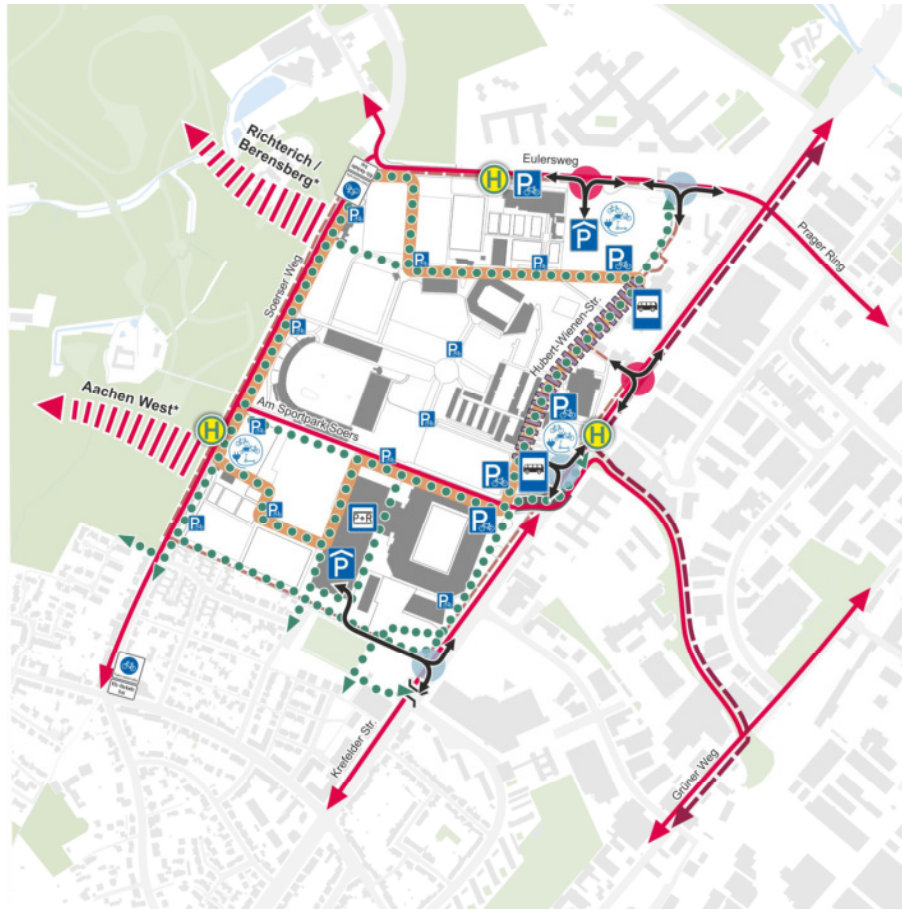 Richterich /
Berensberg*
Eulersweg
H
P
P
P
P
P
P
P
P
Prager Ring
Soerser Weg
Hubert-Wienen-Str.
P
P
P
Aachen West*
Am Sportpark Soers
H
H
P
P
P
P
P
P
P+R
P
P
P
P
Krefelder Str.
Grüner Weg